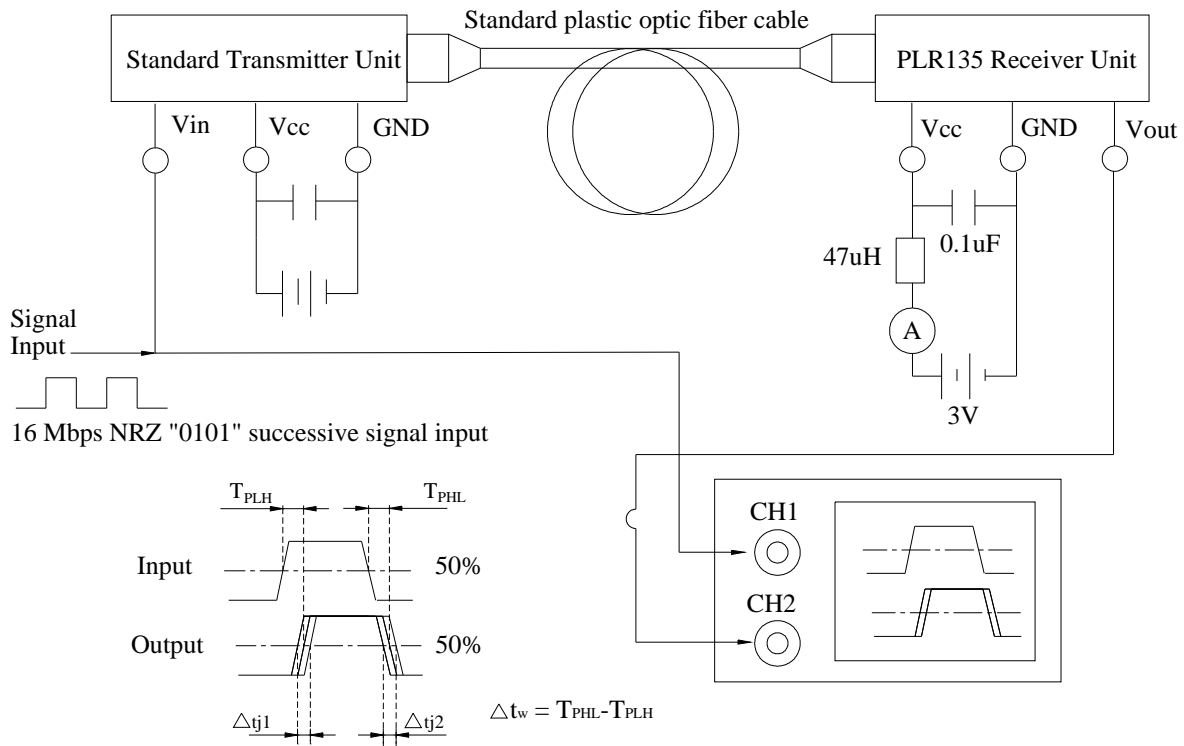 Standard plastic optic fiber cable
Standard Transmitter Unit
PLR135 Receiver Unit
Vin
Vcc
GND
Vcc
GND
Vout
47uH
0.1uF
A
3V
Signal
Input
16 Mbps NRZ "0101" successive signal input
TPLH
TPHL
Input
50%
Output
50%
△tj1
△tj2
△tw = TPHL-TPLH
CH1
CH2